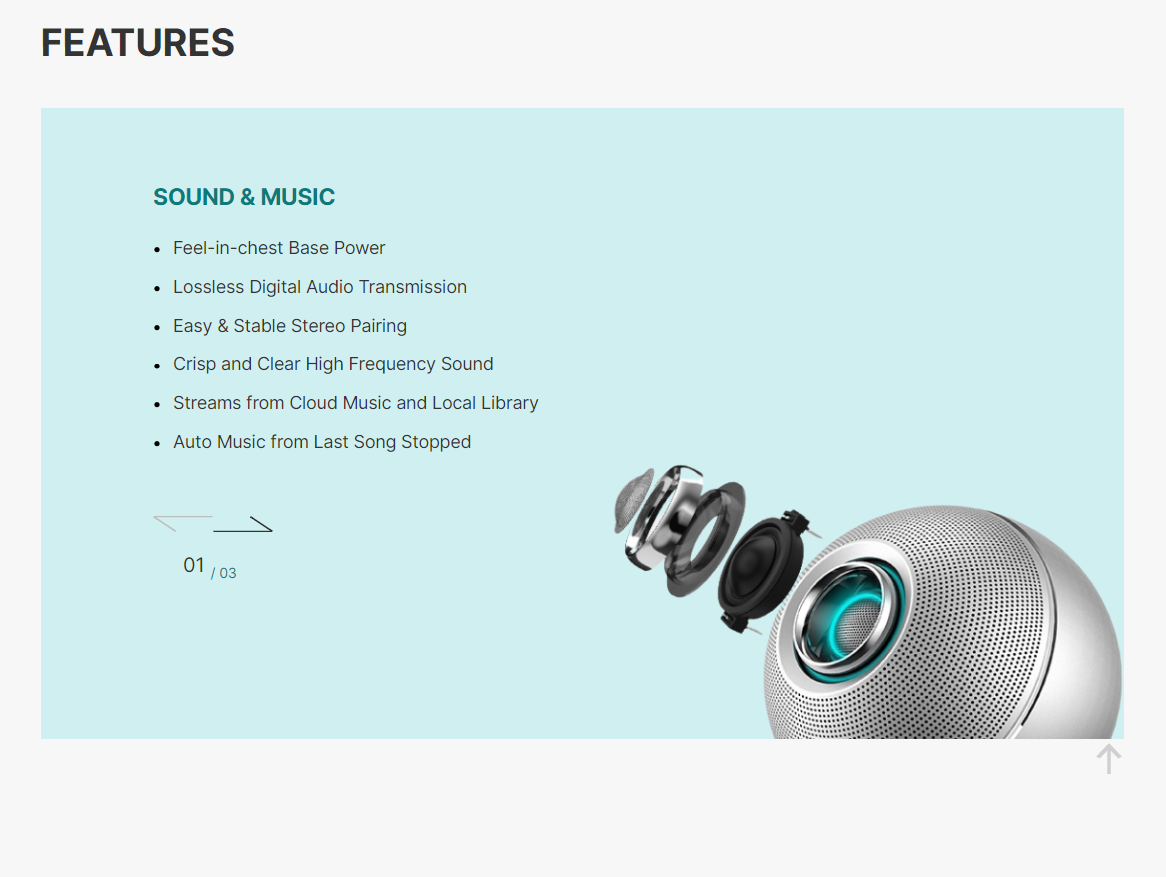 FEATURES
SOUND & MUSIC
Feel-in-chest Base Power
Lossless Digital Audio Transmission
Easy & Stable Stereo Pairing
Crisp and Clear High Frequency Sound
Streams from Cloud Music and Local Library
Auto Music from Last Song Stopped
01 / 03